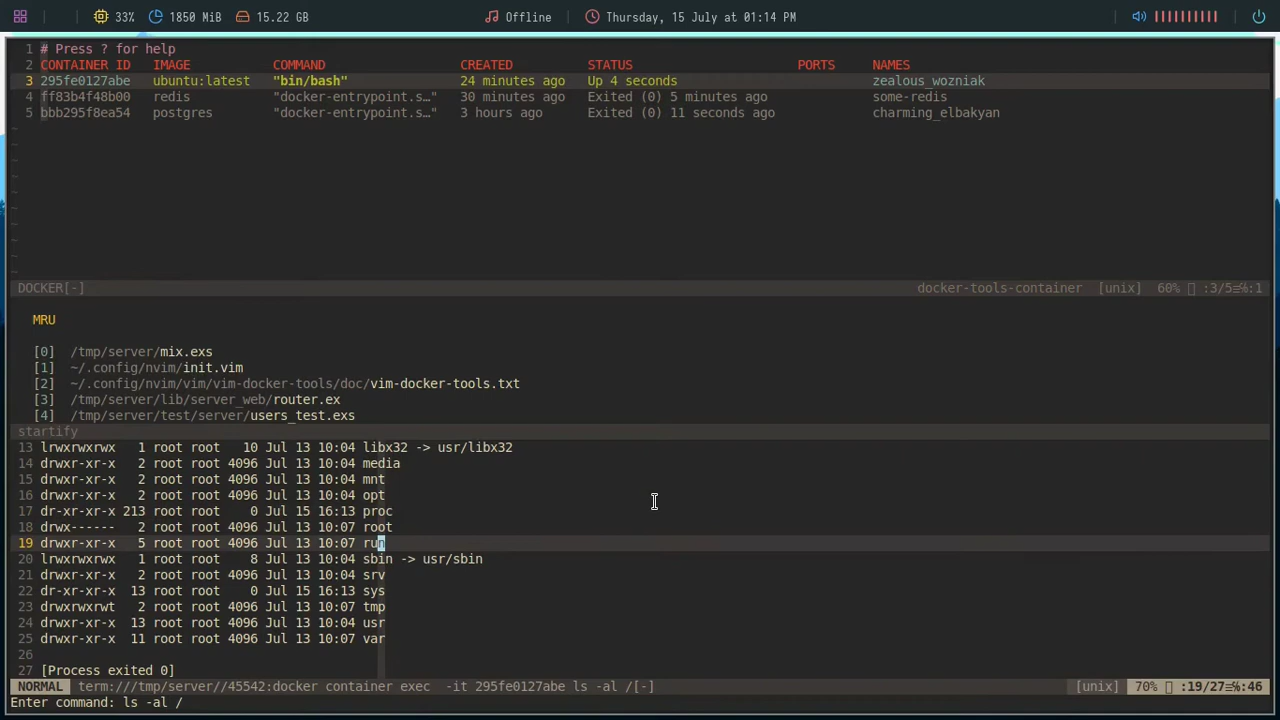 33% 1850 MiB 15.22 GB Offline Thursday, 15 July at 01:14 PM
1 # Press ? for help
2 CONTAINER ID IMAGE COMMAND CREATED STATUS PORTS NAMES
3 295fe0127abe ubuntu:latest "bin/bash" 24 minutes ago Up 4 seconds zealous_wozniak
4 ff83b4f48b00 redis "docker-entrypoint.s…" 30 minutes ago Exited (0) 5 minutes ago some-redis
5 bbb295f8ea54 postgres "docker-entrypoint.s…" 3 hours ago Exited (0) 11 seconds ago charming_elbakyan
~
~
~
~
~
~
~
~
~
~
DOCKER[-] docker-tools-container [unix] 60% :3/5≡℅:1
MRU
[0] /tmp/server/mix.exs
[1] ~/.config/nvim/init.vim
[2] ~/.config/nvim/vim/vim-docker-tools/doc/vim-docker-tools.txt
[3] /tmp/server/lib/server_web/router.ex
[4] /tmp/server/test/server/users_test.exs
startify
13 lrwxrwxrwx 1 root root 10 Jul 13 10:04 libx32 -> usr/libx32
14 drwxr-xr-x 2 root root 4096 Jul 13 10:04 media
15 drwxr-xr-x 2 root root 4096 Jul 13 10:04 mnt
16 drwxr-xr-x 2 root root 4096 Jul 13 10:04 opt
17 dr-xr-xr-x 213 root root 0 Jul 15 16:13 proc
18 drwx------ 2 root root 4096 Jul 13 10:07 root
19 drwxr-xr-x 5 root root 4096 Jul 13 10:07 run
20 lrwxrwxrwx 1 root root 8 Jul 13 10:04 sbin -> usr/sbin
21 drwxr-xr-x 2 root root 4096 Jul 13 10:04 srv
22 dr-xr-xr-x 13 root root 0 Jul 15 16:13 sys
23 drwxrwxrwt 2 root root 4096 Jul 13 10:07 tmp
24 drwxr-xr-x 13 root root 4096 Jul 13 10:04 usr
25 drwxr-xr-x 11 root root 4096 Jul 13 10:07 var
26
27 [Process exited 0]
NORMAL term:///tmp/server//45542:docker container exec -it 295fe0127abe ls -al /[-] [unix] 70% :19/27≡℅:46
Enter command: ls -al /